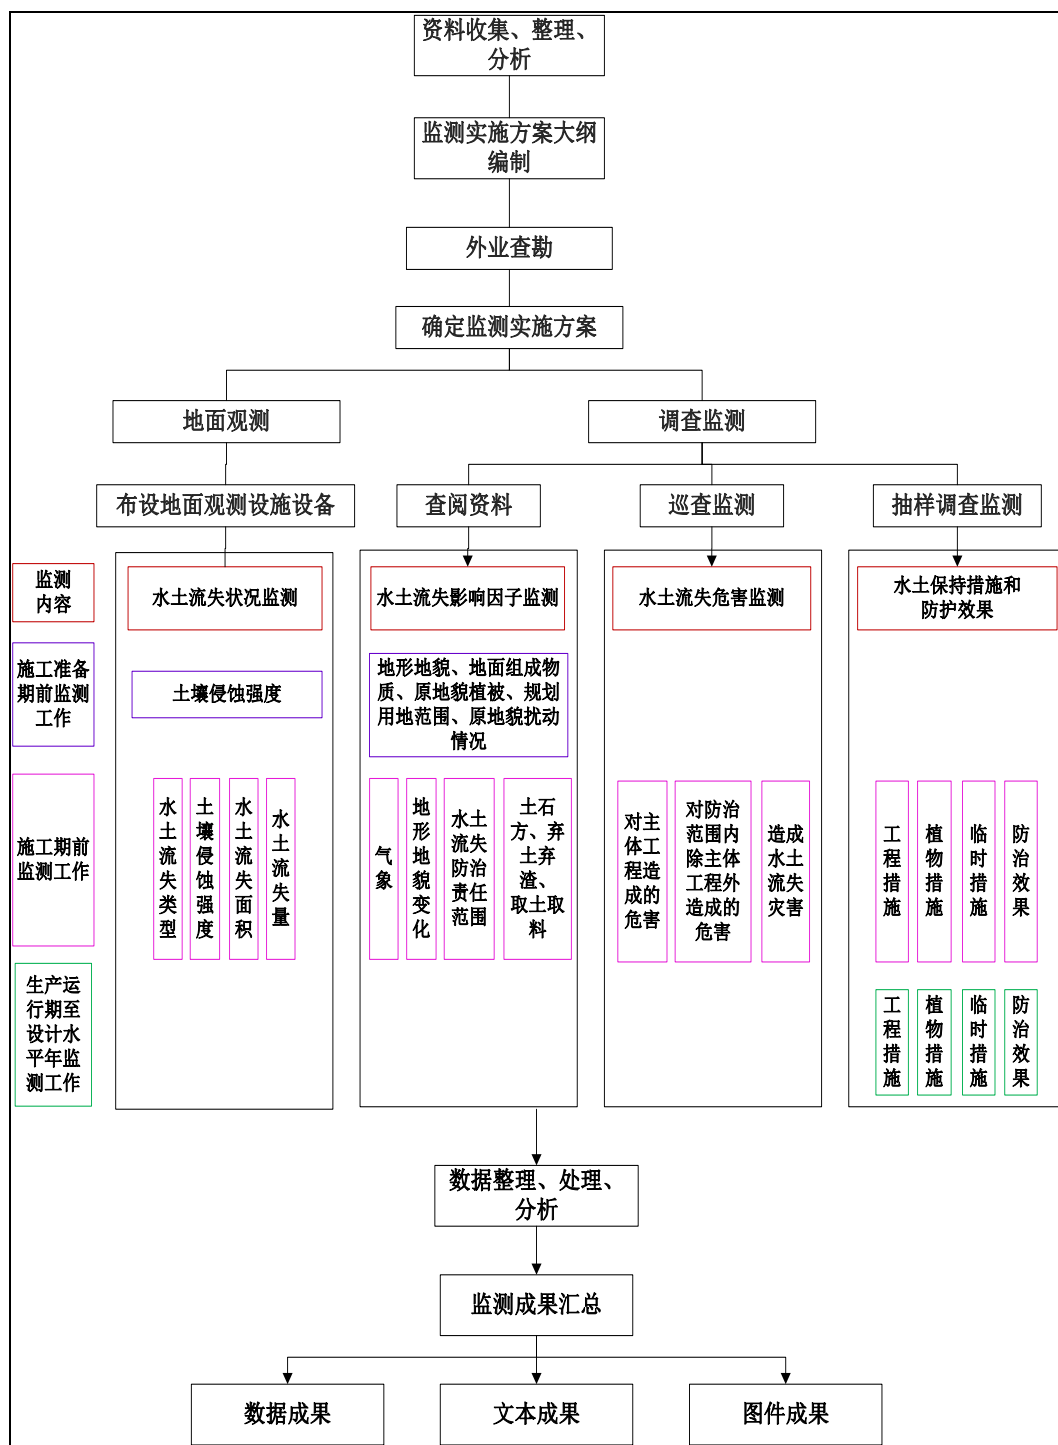 资料收集、整理、
分析
监测实施方案大纲
编制
外业查勘
确定监测实施方案
地面观测
调查监测
布设地面观测设施设备
查阅资料
巡查监测
抽样调查监测
监测
内容
水土流失状况监测
水土流失影响因子监测
水土流失危害监测
水土保持措施和
防护效果
施工准备
期前监测
工作
土壤侵蚀强度
地形地貌、地面组成物
质、原地貌植被、规划
用地范围、原地貌扰动
情况
施工期前
监测工作
水土流失类型
土壤侵蚀强度
水土流失面积
水土流失量
气象
地形地貌变化
水土
流失
防治
责任
范围
土石
方、弃
土弃
渣、
取土取
料
对主
体工
程造
成的
危害
对防治
范围内
除主体
工程外
造成的
危害
造成
水土
流失
灾害
工程措施
植物措施
临时措施
防治效果
生产运
行期至
设计水
平年监
测工作
工程措施
植物措施
临时措施
防治效果
数据整理、处理、
分析
监测成果汇总
数据成果
文本成果
图件成果